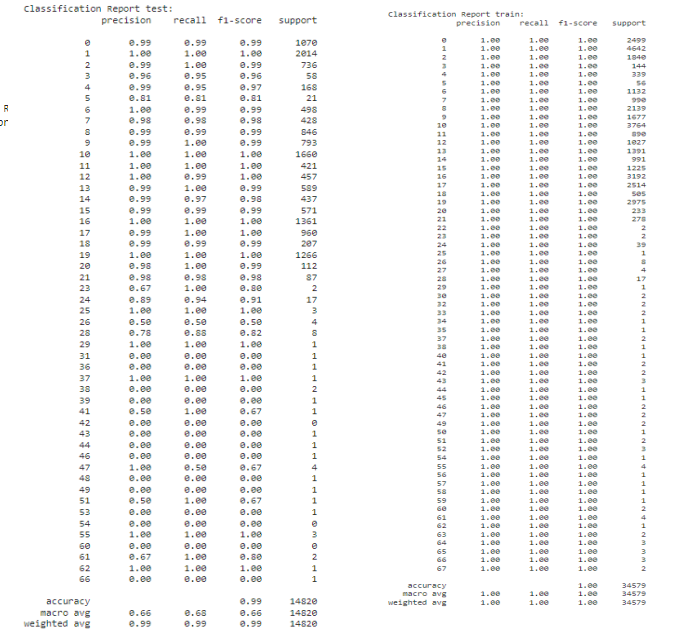 Classification Report test:
precision recall f1-score support
0 0.99 0.99 0.99 1070
1 1.00 1.00 1.00 2014
2 0.99 1.00 0.99 736
3 0.96 0.95 0.96 58
4 0.99 0.95 0.97 168
5 0.81 0.81 0.81 21
6 1.00 0.99 0.99 498
7 0.98 0.98 0.98 428
8 0.99 0.99 0.99 846
9 0.99 1.00 0.99 793
10 1.00 1.00 1.00 1660
11 1.00 1.00 1.00 421
12 1.00 0.99 1.00 457
13 0.99 1.00 0.99 589
14 0.99 0.97 0.98 437
15 0.99 0.99 0.99 571
16 1.00 1.00 1.00 1361
17 0.99 1.00 1.00 960
18 0.99 0.99 0.99 207
19 1.00 1.00 1.00 1266
20 0.98 1.00 0.99 112
21 0.98 0.98 0.98 87
23 0.67 1.00 0.80 2
24 0.89 0.94 0.91 17
25 1.00 1.00 1.00 3
26 0.50 0.50 0.50 4
28 0.78 0.88 0.82 8
29 1.00 1.00 1.00 1
31 0.00 0.00 0.00 1
36 0.00 0.00 0.00 1
37 1.00 1.00 1.00 1
38 0.00 0.00 0.00 2
39 0.00 0.00 0.00 1
41 0.50 1.00 0.67 1
42 0.00 0.00 0.00 0
43 0.00 0.00 0.00 1
44 0.00 0.00 0.00 1
46 0.00 0.00 0.00 1
47 1.00 0.50 0.67 4
48 0.00 0.00 0.00 1
49 0.00 0.00 0.00 1
51 0.50 1.00 0.67 1
53 0.00 0.00 0.00 1
54 0.00 0.00 0.00 0
55 1.00 1.00 1.00 3
60 0.00 0.00 0.00 0
61 0.67 1.00 0.80 2
62 1.00 1.00 1.00 1
66 0.00 0.00 0.00 1
accuracy 0.99 14820
macro avg 0.66 0.68 0.66 14820
weighted avg 0.99 0.99 0.99 14820
Classification Report train:
precision recall f1-score support
0 1.00 1.00 1.00 2499
1 1.00 1.00 1.00 4642
2 1.00 1.00 1.00 1840
3 1.00 1.00 1.00 144
4 1.00 1.00 1.00 339
5 1.00 1.00 1.00 56
6 1.00 1.00 1.00 1132
7 1.00 1.00 1.00 990
8 1.00 1.00 1.00 2139
9 1.00 1.00 1.00 1677
10 1.00 1.00 1.00 3764
11 1.00 1.00 1.00 890
12 1.00 1.00 1.00 1027
13 1.00 1.00 1.00 1391
14 1.00 1.00 1.00 991
15 1.00 1.00 1.00 1225
16 1.00 1.00 1.00 3192
17 1.00 1.00 1.00 2514
18 1.00 1.00 1.00 505
19 1.00 1.00 1.00 2975
20 1.00 1.00 1.00 233
21 1.00 1.00 1.00 278
22 1.00 1.00 1.00 2
23 1.00 1.00 1.00 2
24 1.00 1.00 1.00 39
25 1.00 1.00 1.00 1
26 1.00 1.00 1.00 8
27 1.00 1.00 1.00 4
28 1.00 1.00 1.00 17
29 1.00 1.00 1.00 1
30 1.00 1.00 1.00 2
32 1.00 1.00 1.00 2
33 1.00 1.00 1.00 2
34 1.00 1.00 1.00 1
35 1.00 1.00 1.00 1
37 1.00 1.00 1.00 2
38 1.00 1.00 1.00 1
40 1.00 1.00 1.00 1
41 1.00 1.00 1.00 2
42 1.00 1.00 1.00 2
43 1.00 1.00 1.00 3
44 1.00 1.00 1.00 1
45 1.00 1.00 1.00 1
46 1.00 1.00 1.00 2
47 1.00 1.00 1.00 2
49 1.00 1.00 1.00 2
50 1.00 1.00 1.00 1
51 1.00 1.00 1.00 2
52 1.00 1.00 1.00 3
54 1.00 1.00 1.00 1
55 1.00 1.00 1.00 4
56 1.00 1.00 1.00 1
57 1.00 1.00 1.00 1
58 1.00 1.00 1.00 1
59 1.00 1.00 1.00 1
60 1.00 1.00 1.00 2
61 1.00 1.00 1.00 4
62 1.00 1.00 1.00 1
63 1.00 1.00 1.00 2
64 1.00 1.00 1.00 3
65 1.00 1.00 1.00 3
66 1.00 1.00 1.00 3
67 1.00 1.00 1.00 2
accuracy 1.00 34579
macro avg 1.00 1.00 1.00 34579
weighted avg 1.00 1.00 1.00 34579